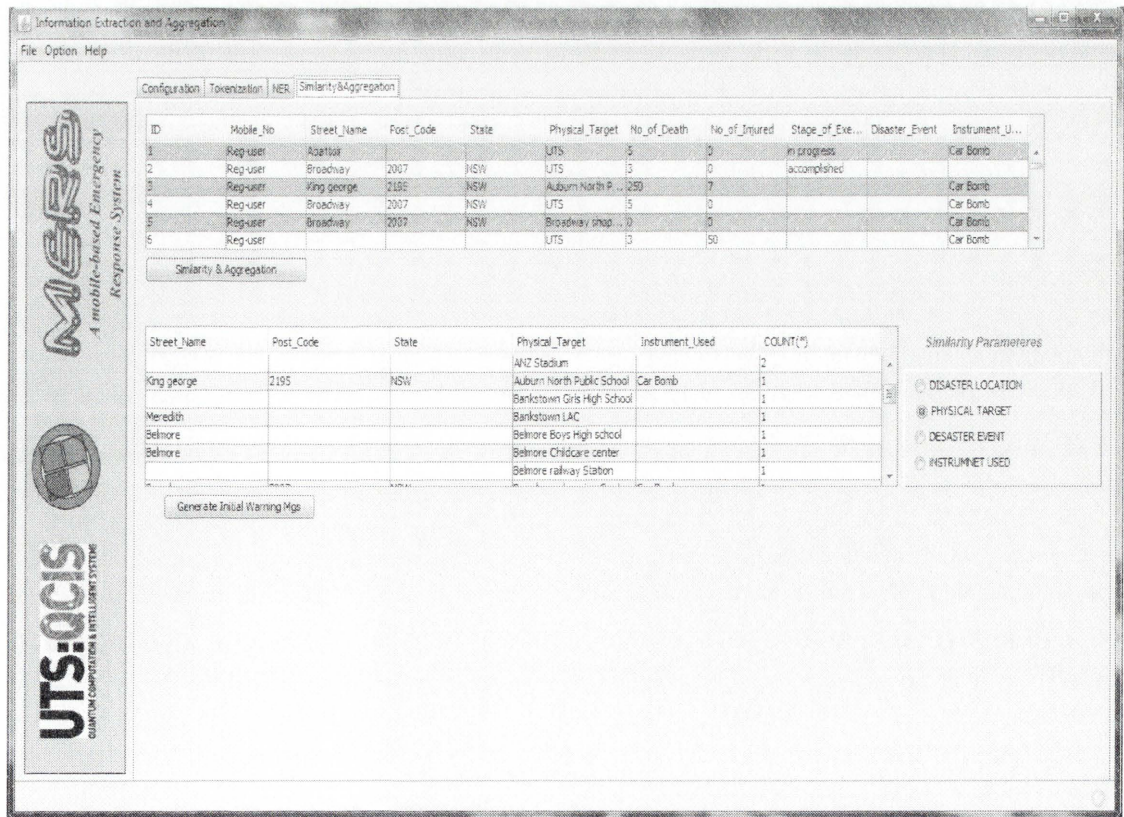 Information Extraction and Aggregation
File Option Help
Configuration Tokenization NER Similarity&Aggregation
MERS
A mobile-based Emergency
Response System
ID Mobile_No Street_Name Post_Code State Physical_Target No_of_Death No_of_Injured Stage_of_Exe... Disaster_Event Instrument_U...
1 Reg-user Abattoir UTS 5 0 in progress Car Bomb
2 Reg-user Broadway 2007 NSW UTS 3 0 accomplished
3 Reg-user King george 2195 NSW Auburn North P... 250 7 Car Bomb
4 Reg-user Broadway 2007 NSW UTS 5 0 Car Bomb
5 Reg-user Broadway 2007 NSW Broadway shop... 0 0 Car Bomb
6 Reg-user UTS 3 50 Car Bomb
Similarity & Aggregation
Street_Name Post_Code State Physical_Target Instrument_Used COUNT(*)
ANZ Stadium 2
King george 2195 NSW Auburn North Public School Car Bomb 1
Bankstown Girls High School 1
Meredith Bankstown LAC 1
Belmore Belmore Boys High school 1
Belmore Belmore Childcare center 1
Belmore railway Station 1
Similarity Parameteres
DISASTER LOCATION
PHYSICAL TARGET
DESASTER EVENT
INSTRUMNET USED
Generate Initial Warning Mgs
UTS:QCIS
QUANTUM COMPUTATION & INTELLIGENT SYSTEMS